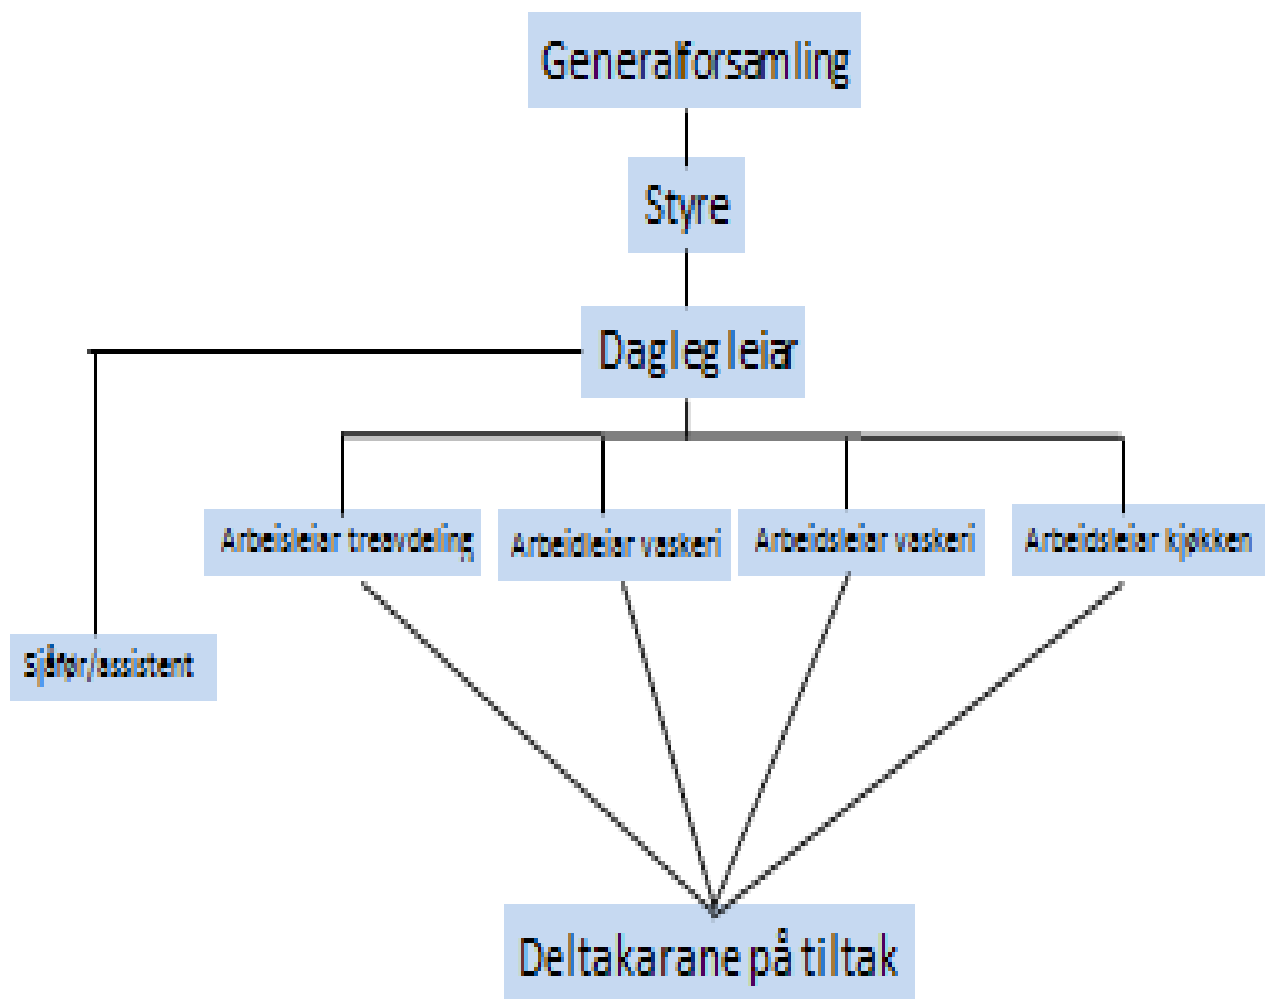 Generalforsamling
Styre
Dagleg leiar
Arbeisleiar treavdeling
Arbeidleiar vaskeri
Arbeidsleiar vaskeri
Arbeidsleiar kjøkken
Sjåfør/assistent
Deltakarane på tiltak